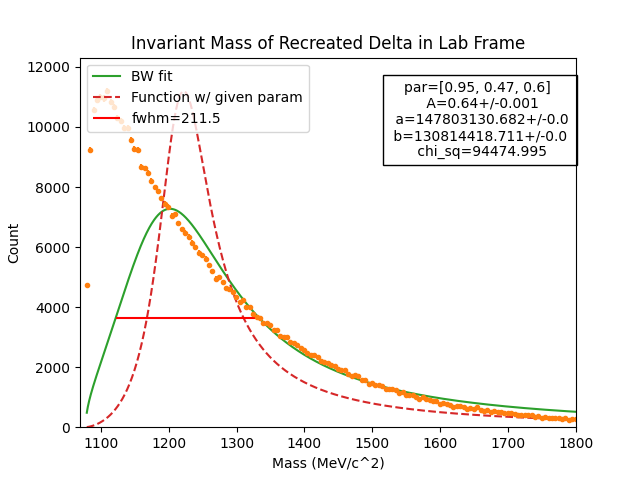 Invariant Mass of Recreated Delta in Lab Frame
BW fit
Function w/ given param
fwhm=211.5
par=[0.95, 0.47, 0.6]
A=0.64+/-0.001
a=147803130.682+/-0.0
b=130814418.711+/-0.0
chi_sq=94474.995
Count
12000
10000
8000
6000
4000
2000
0
1100 1200 1300 1400 1500 1600 1700 1800
Mass (MeV/c^2)